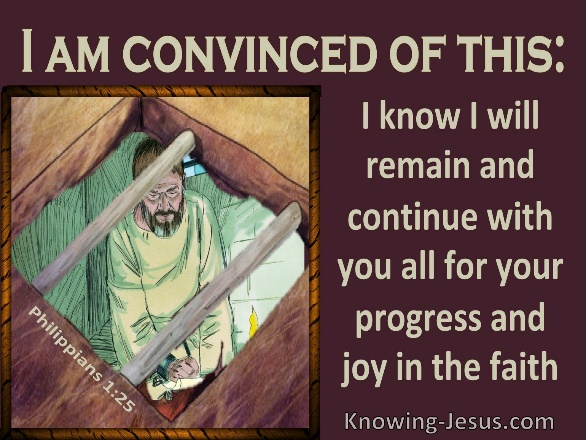 I AM CONVINCED OF THIS:
I know I will
remain and
continue with
you all for your
progress and
joy in the faith
Philippians 1:25
Knowing-Jesus.com